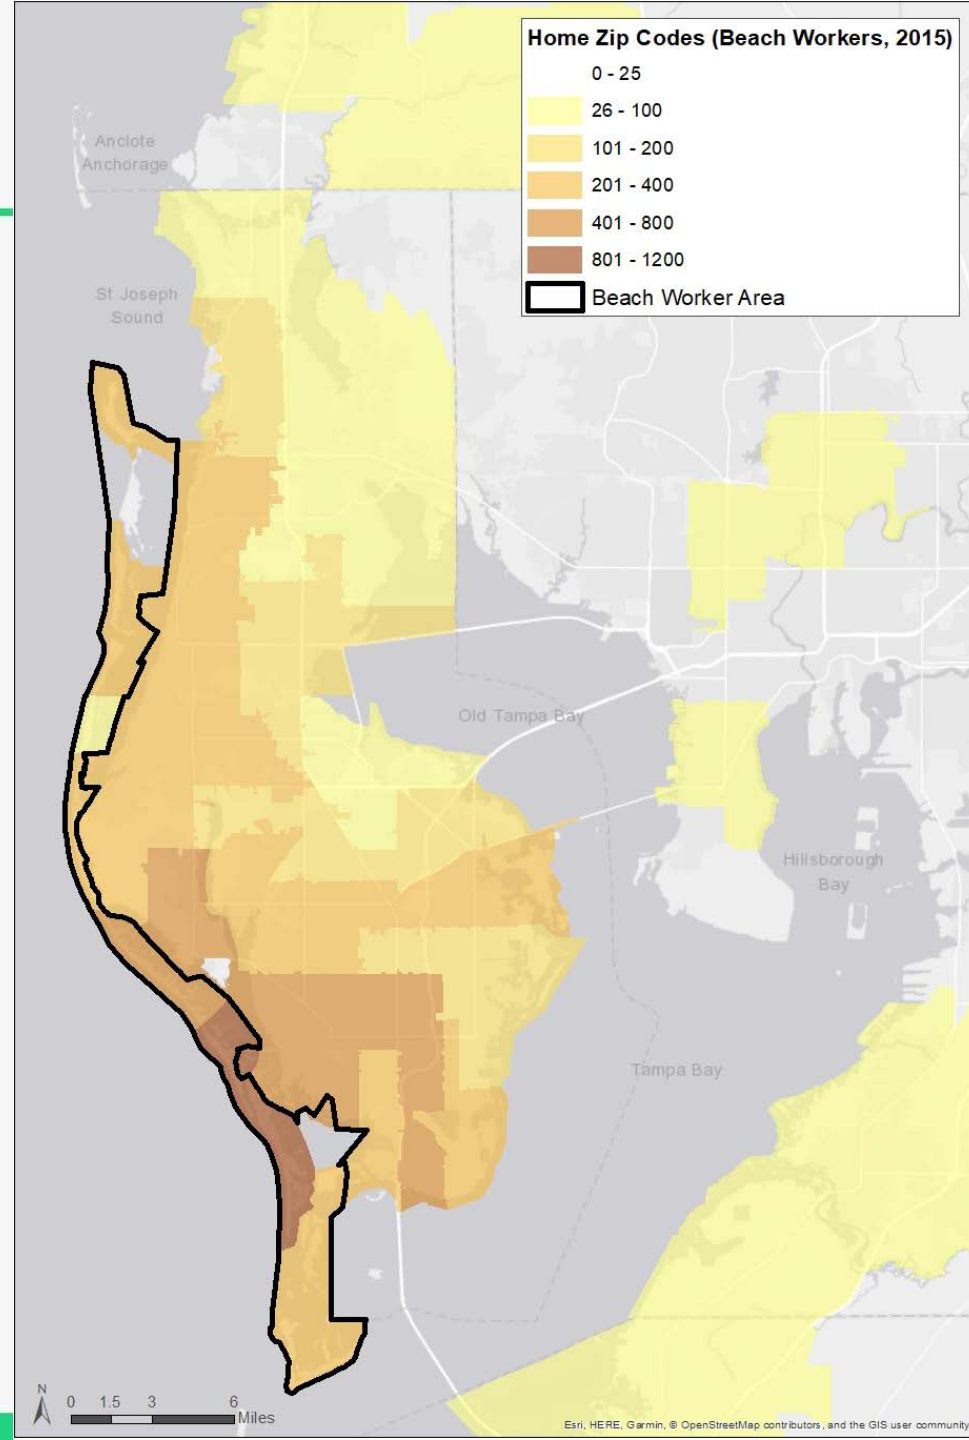 Home Zip Codes (Beach Workers, 2015)
0 - 25
26 - 100
101 - 200
201 - 400
401 - 800
801 - 1200
Beach Worker Area
Anclote
Anchorage
St Joseph
Sound
Old Tampa Bay
Hillsborough
Bay
Tampa Bay
N
0 1.5 3 6
Miles
Esri, HERE, Garmin, © OpenStreetMap contributors, and the GIS user community